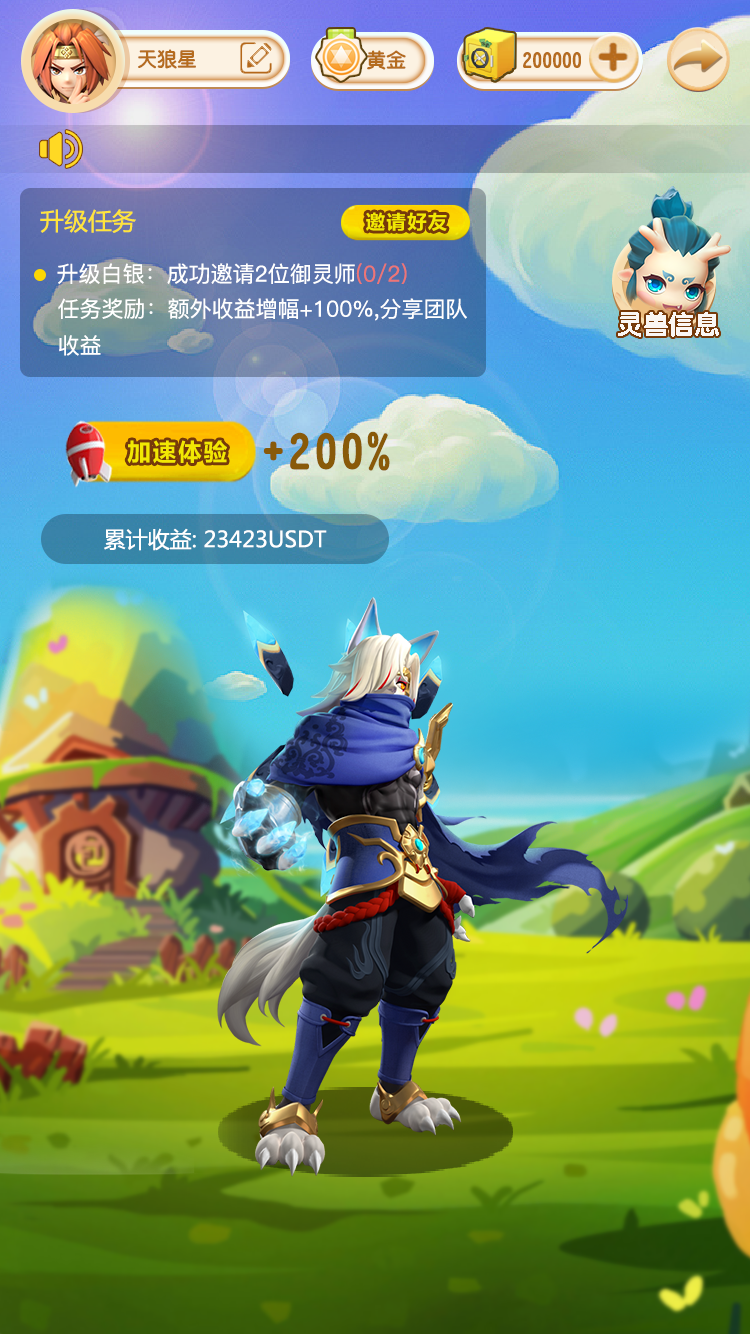 天狼星
黄金
200000
升级任务
邀请好友
升级白银：成功邀请2位御灵师(0/2)
任务奖励：额外收益增幅+100%,分享团队
收益
灵兽信息
加速体验
+200%
累计收益: 23423USDT